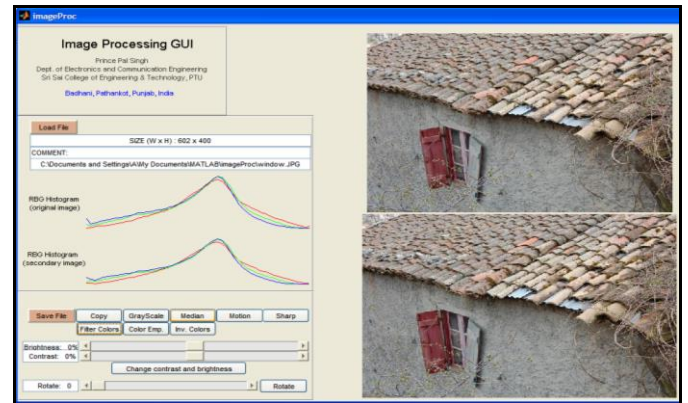 ImageProc
Image Processing GUI
Prince Pal Singh
Dept. of Electronics and Communication Engineering
Sri Sai College of Engineering & Technology, PTU
Badhani, Pathankot, Punjab, India
Load File
SIZE (W x H) : 602 x 400
COMMENT:
C:\Documents and Settings\A\My Documents\MATLAB\ImageProc\window.JPG
RBG Histogram
(original image)
RBG Histogram
(secondary image)
Save File Copy GrayScale Median Motion Sharp
Filter Colors Color Emp. Inv. Colors
Brightness: 0%
Contrast: 0%
Change contrast and brightness
Rotate: 0 Rotate